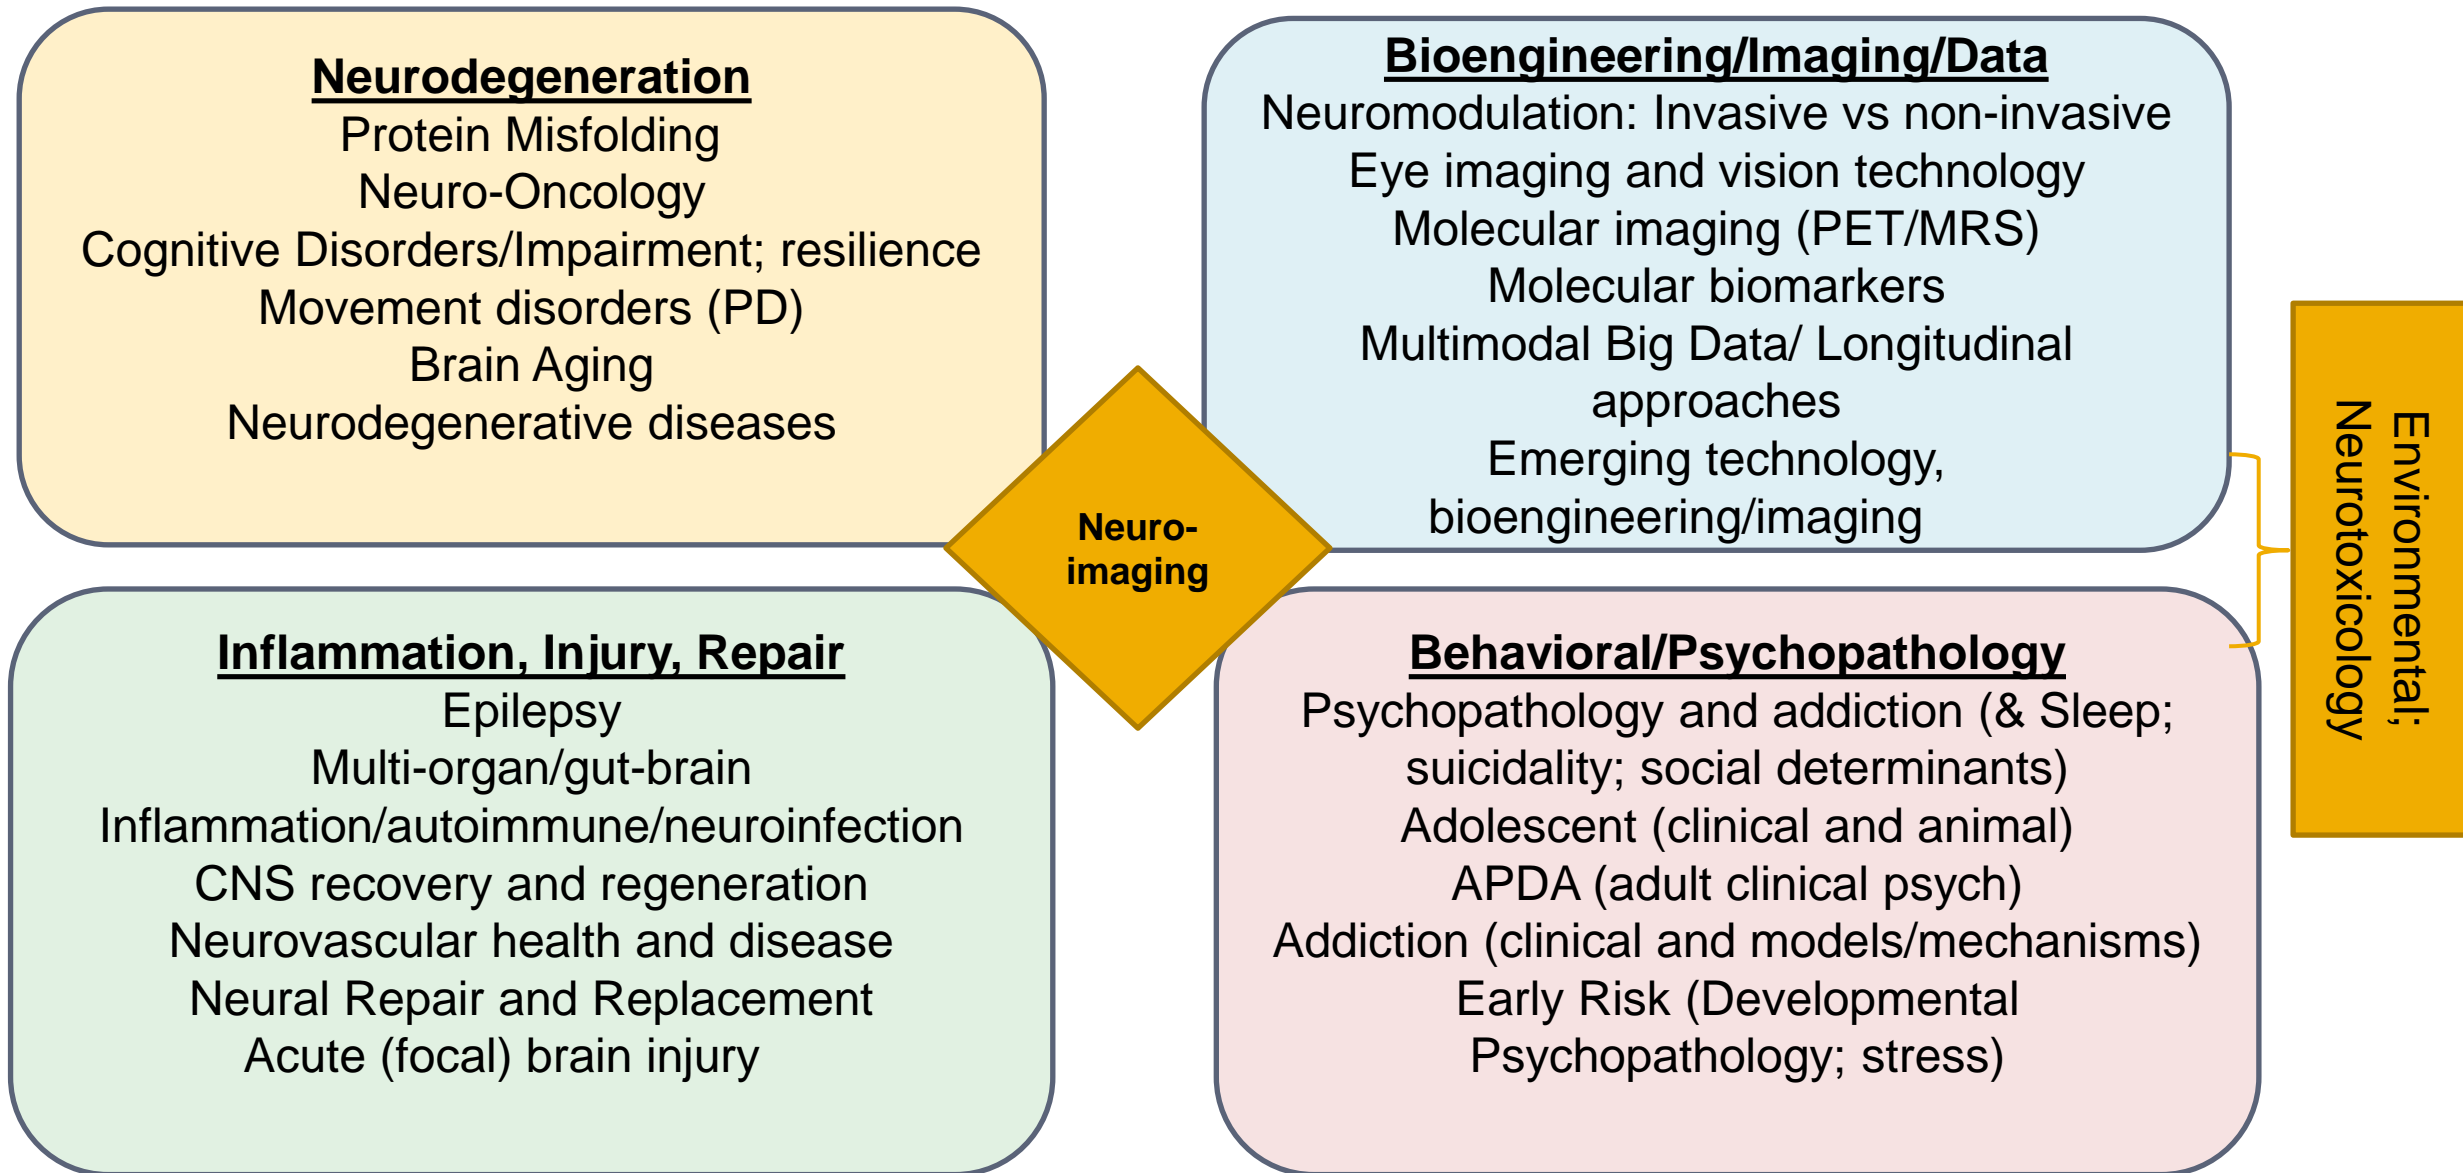 Neurodegeneration
Protein Misfolding
Neuro-Oncology
Cognitive Disorders/Impairment; resilience
Movement disorders (PD)
Brain Aging
Neurodegenerative diseases
Bioengineering/Imaging/Data
Neuromodulation: Invasive vs non-invasive
Eye imaging and vision technology
Molecular imaging (PET/MRS)
Molecular biomarkers
Multimodal Big Data/ Longitudinal
approaches
Emerging technology,
bioengineering/imaging
Neuro-
imaging
Inflammation, Injury, Repair
Epilepsy
Multi-organ/gut-brain
Inflammation/autoimmune/neuroinfection
CNS recovery and regeneration
Neurovascular health and disease
Neural Repair and Replacement
Acute (focal) brain injury
Behavioral/Psychopathology
Psychopathology and addiction (& Sleep;
suicidality; social determinants)
Adolescent (clinical and animal)
APDA (adult clinical psych)
Addiction (clinical and models/mechanisms)
Early Risk (Developmental
Psychopathology; stress)
Environmental;
Neurotoxicology